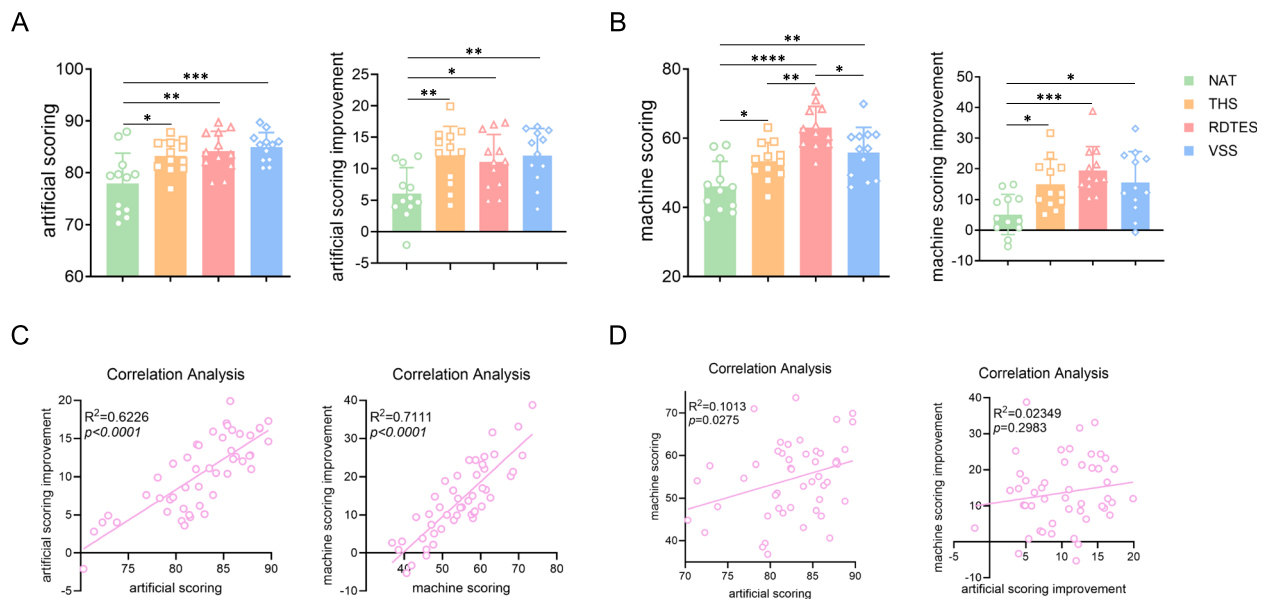 A
B
artificial scoring
100
90
80
70
60
***
**
*
artificial scoring improvement
25
20
15
10
5
0
-5
**
*
**
machine scoring
80
60
40
20
**
****
**
*
*
machine scoring improvement
50
40
30
20
10
0
-10
*
***
*
NAT
THS
RDTES
VSS
C
D
Correlation Analysis
R²=0.6226
p<0.0001
artificial scoring improvement
20
15
10
5
0
-5
75
80
85
90
artificial scoring
Correlation Analysis
R²=0.7111
p<0.0001
machine scoring improvement
40
30
20
10
0
-10
40
50
60
70
80
machine scoring
Correlation Analysis
R²=0.1013
p=0.0275
machine scoring
70
60
50
40
70
75
80
85
90
artificial scoring
Correlation Analysis
R²=0.02349
p=0.2983
machine scoring improvement
40
30
20
10
0
-10
-5
5
10
15
20
artificial scoring improvement